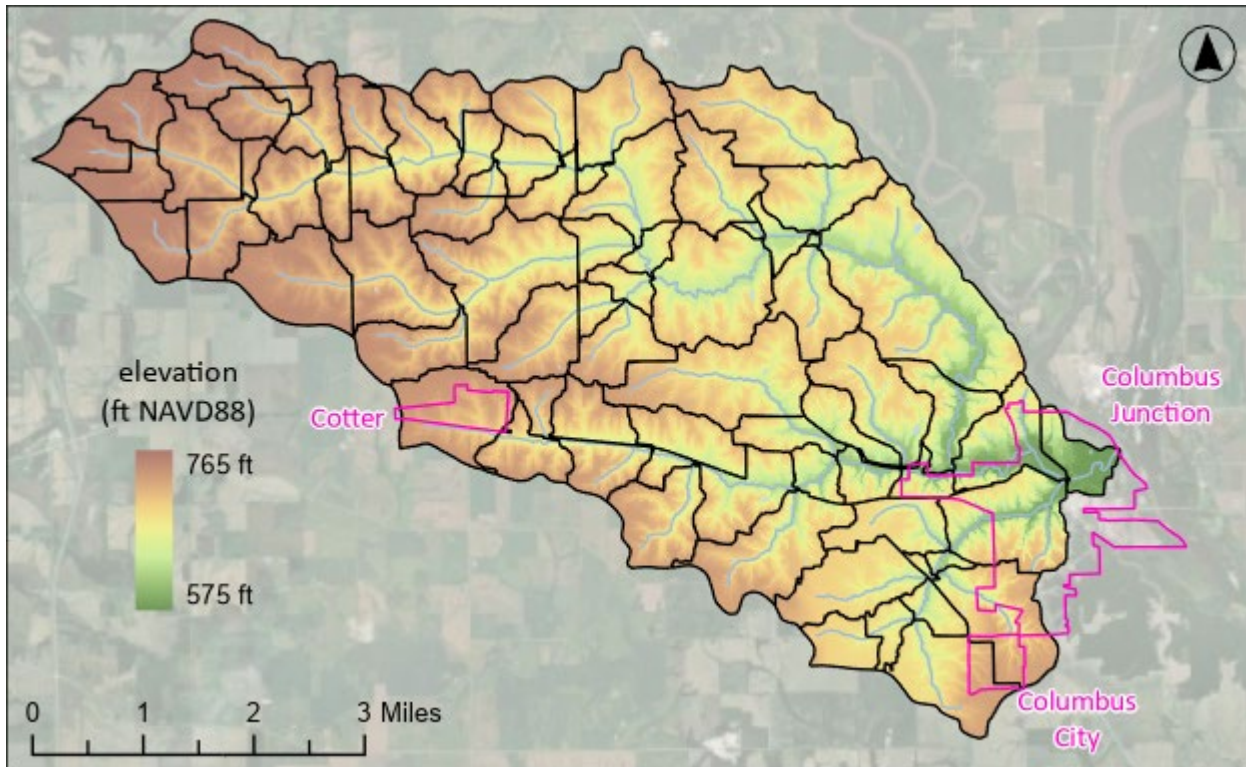 Columbus
Junction
elevation
(ft NAVD88)
Cotter
765 ft
575 ft
Columbus
City
0 1 2 3 Miles